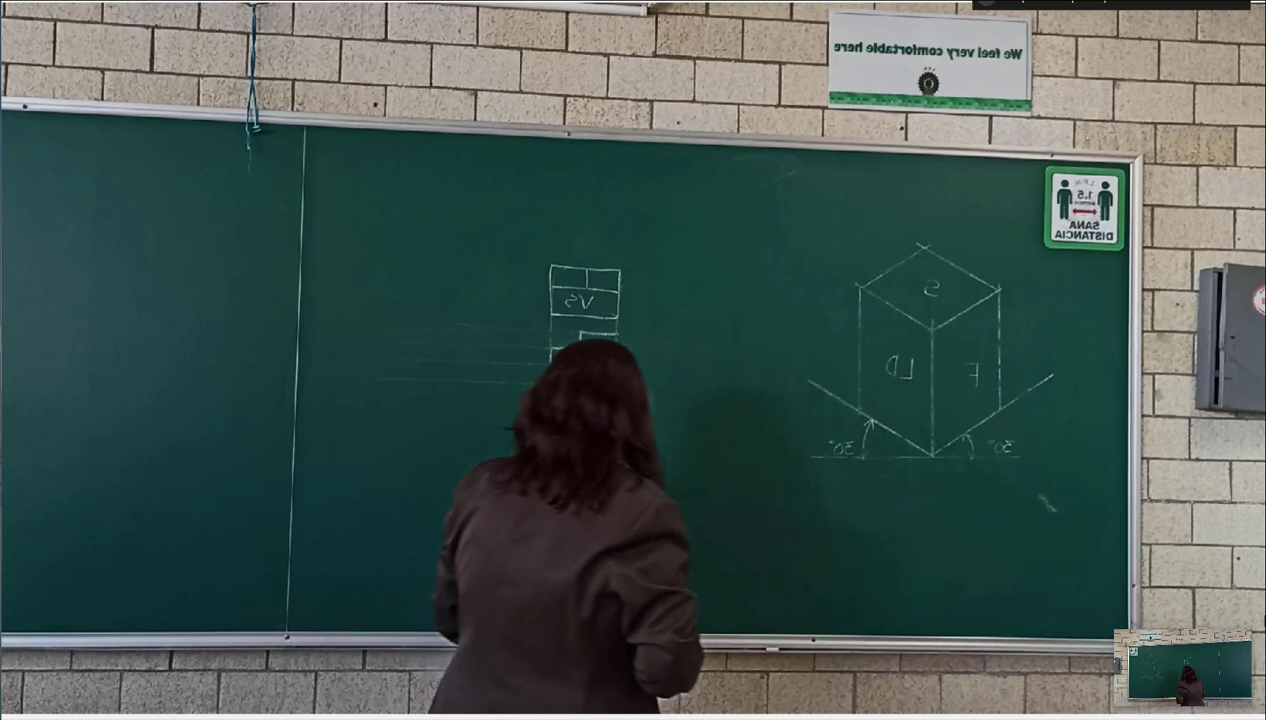 We feel very comfortable here
1.5
SANA
DISTANCIA
S
VS
LD
F
30°
30°